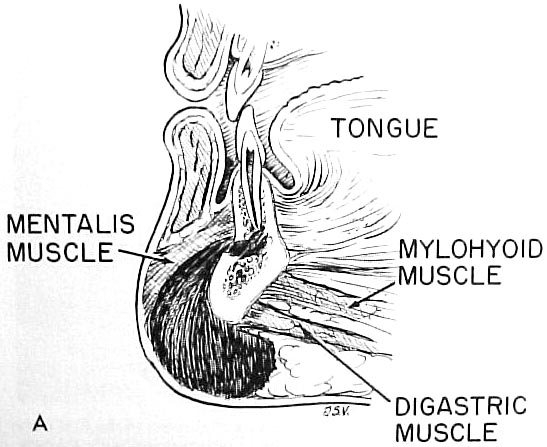 TONGUE
MENTALIS
MUSCLE
MYLOHYOID
MUSCLE
DIGASTRIC
MUSCLE
A
J.S.V.